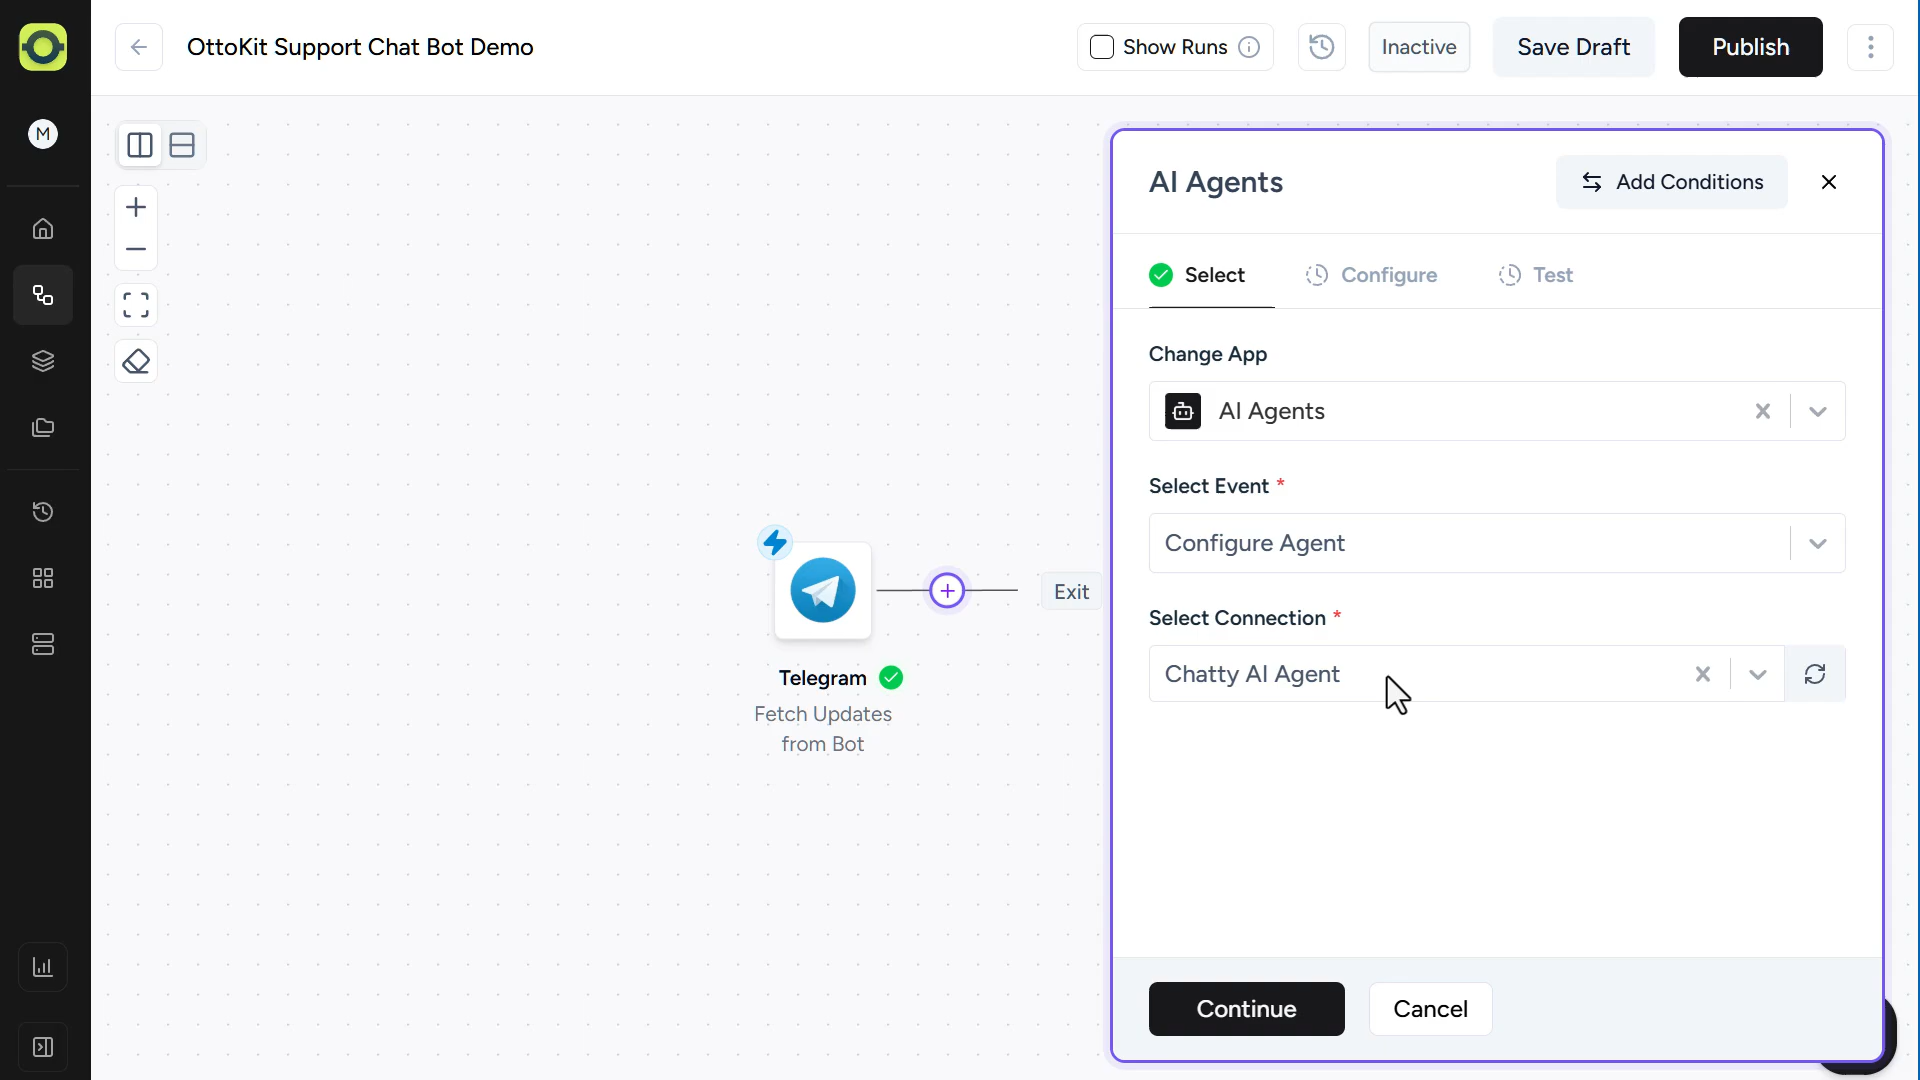 OttoKit Support Chat Bot Demo
Show Runs
Inactive
Save Draft
Publish
M
AI Agents
Add Conditions
Select
Configure
Test
Change App
AI Agents
Select Event *
Configure Agent
Select Connection *
Chatty AI Agent
Exit
Telegram
Fetch Updates
from Bot
Continue
Cancel